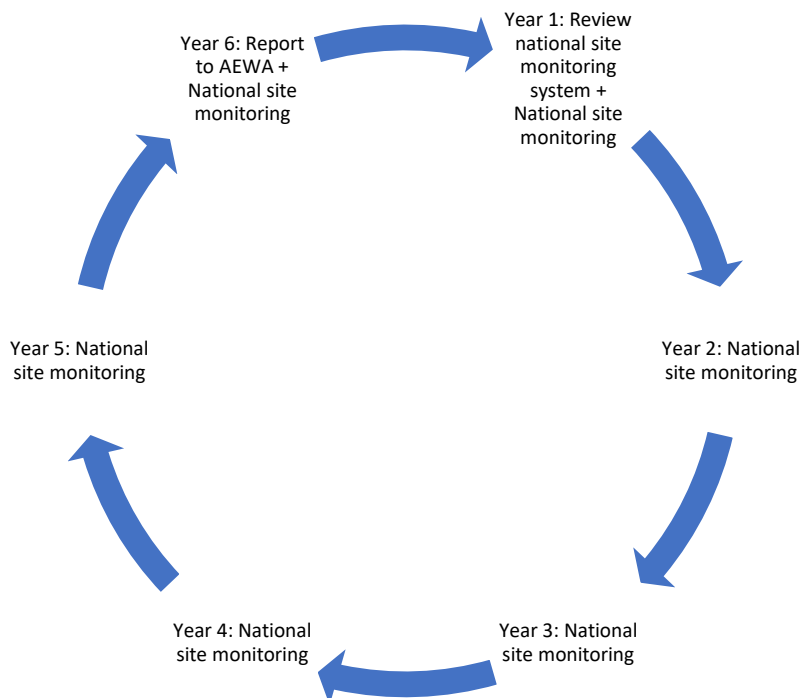 Year 1: Review
national site
monitoring
system +
National site
monitoring
Year 2: National
site monitoring
Year 3: National
site monitoring
Year 4: National
site monitoring
Year 5: National
site monitoring
Year 6: Report
to AEWA +
National site
monitoring